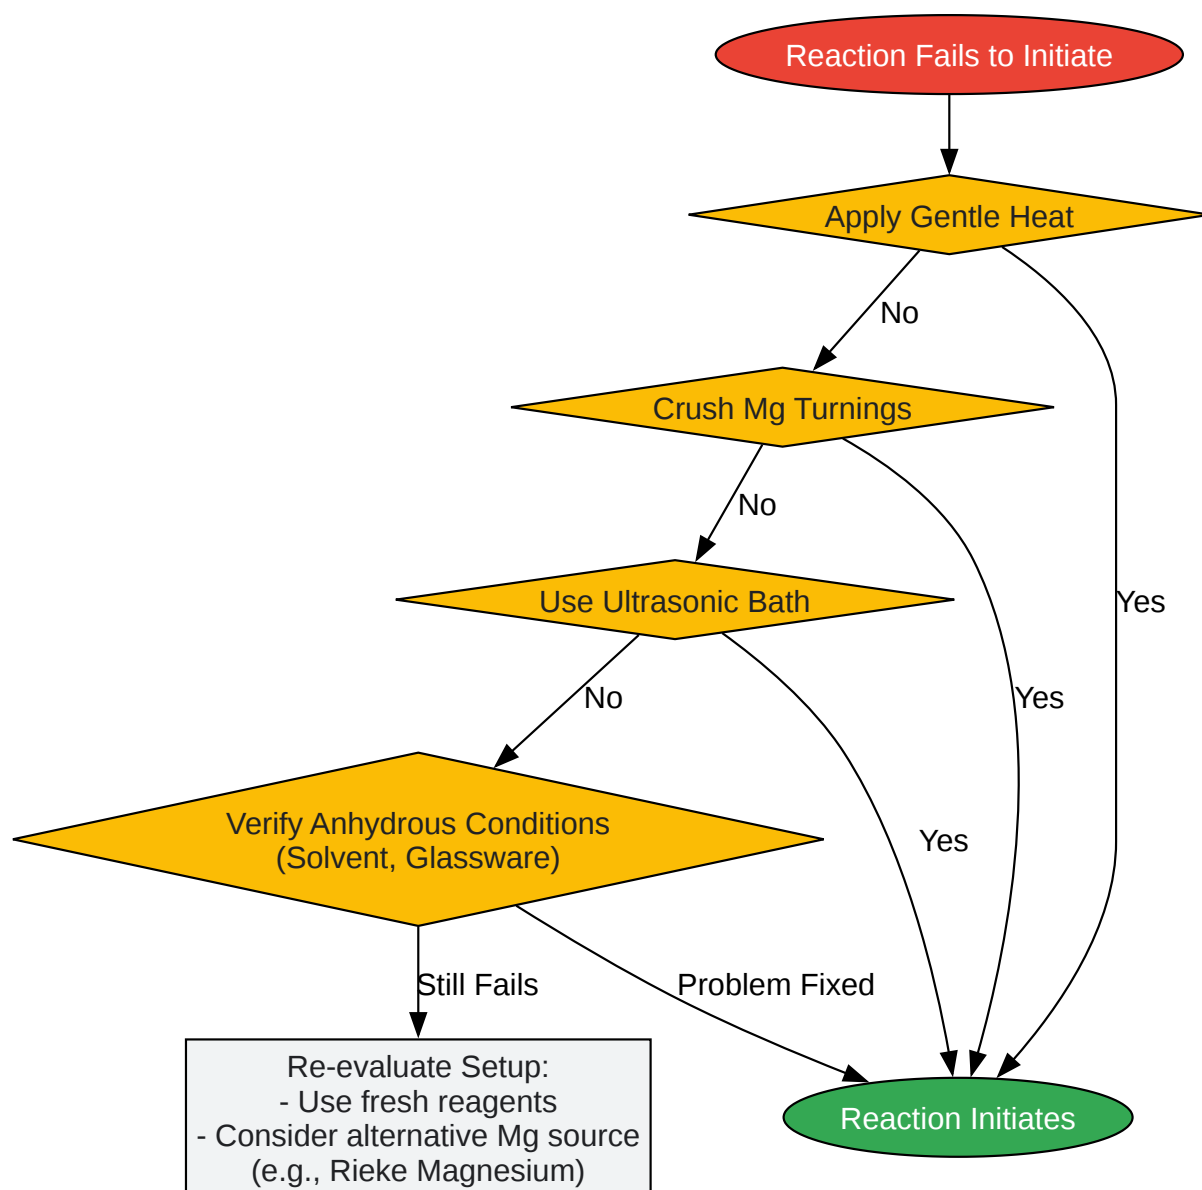 Reaction Fails to Initiate
Apply Gentle Heat
No
Crush Mg Turnings
No
Use Ultrasonic Bath
Yes
No
Yes
Verify Anhydrous Conditions
(Solvent, Glassware)
Yes
Still Fails
Problem Fixed
Re-evaluate Setup:
- Use fresh reagents
- Consider alternative Mg source
(e.g., Rieke Magnesium)
Reaction Initiates